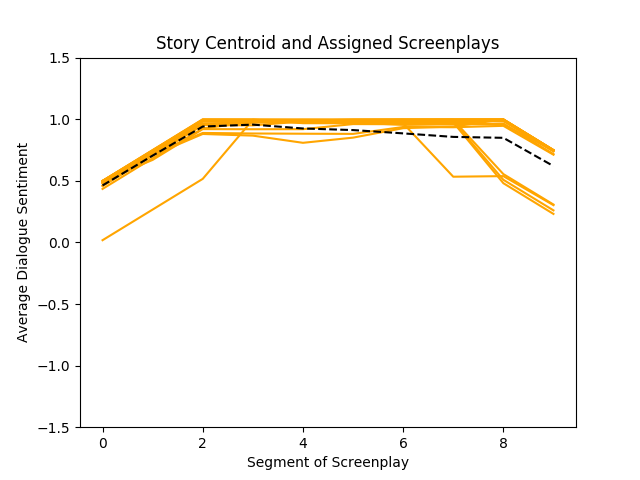 Story Centroid and Assigned Screenplays
1.5
1.0
0.5
0.0
−0.5
−1.0
−1.5
Average Dialogue Sentiment
0 2 4 6 8
Segment of Screenplay